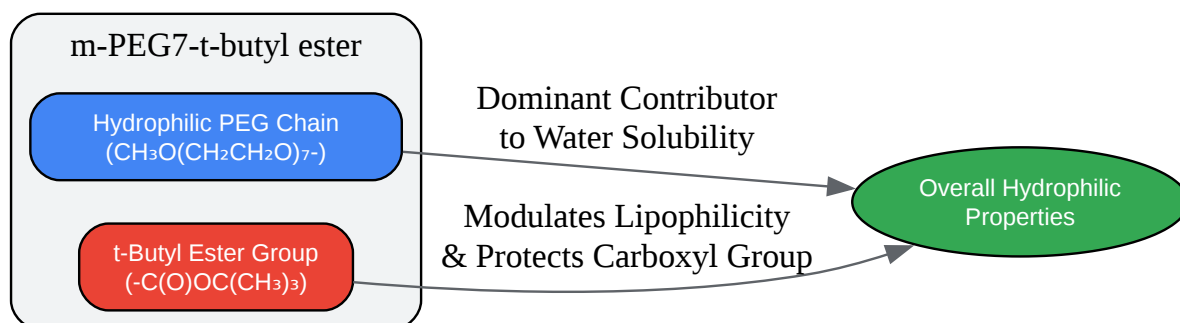 m-PEG7-t-butyl ester
Hydrophilic PEG Chain
(CH₃O(CH₂CH₂O)₇-)
t-Butyl Ester Group
(-C(O)OC(CH₃)₃)
Dominant Contributor
to Water Solubility
Modulates Lipophilicity
& Protects Carboxyl Group
Overall Hydrophilic
Properties